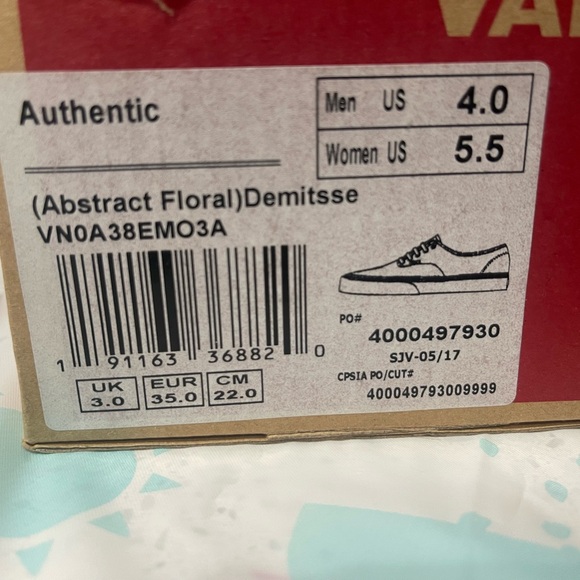 VA
Authentic
Men US 4.0
Women US 5.5
(Abstract Floral)Demitsse
VN0A38EMO3A
1 91163 36882 0
PO#
4000497930
SJV-05/17
CPSIA PO/CUT#
400049793009999
UK 3.0
EUR 35.0
CM 22.0